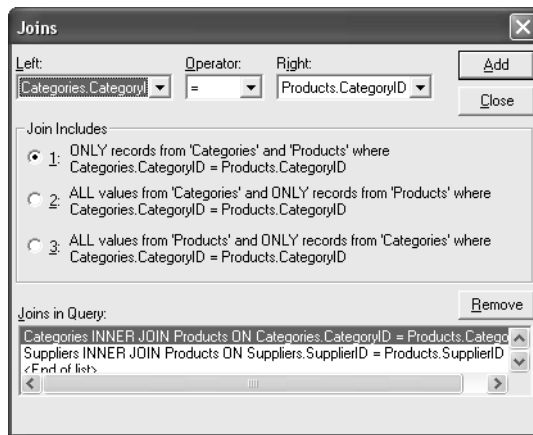 Joins
Left:
Operator:
Right:
Add
Categories.CategoryI
=
Products.CategoryID
Close
Join Includes
1: ONLY records from 'Categories' and 'Products' where
Categories.CategoryID = Products.CategoryID
2: ALL values from 'Categories' and ONLY records from 'Products' where
Categories.CategoryID = Products.CategoryID
3: ALL values from 'Products' and ONLY records from 'Categories' where
Categories.CategoryID = Products.CategoryID
Remove
Joins in Query:
Categories INNER JOIN Products ON Categories.CategoryID = Products.Catego
Suppliers INNER JOIN Products ON Suppliers.SupplierID = Products.SupplierID
<End of list>